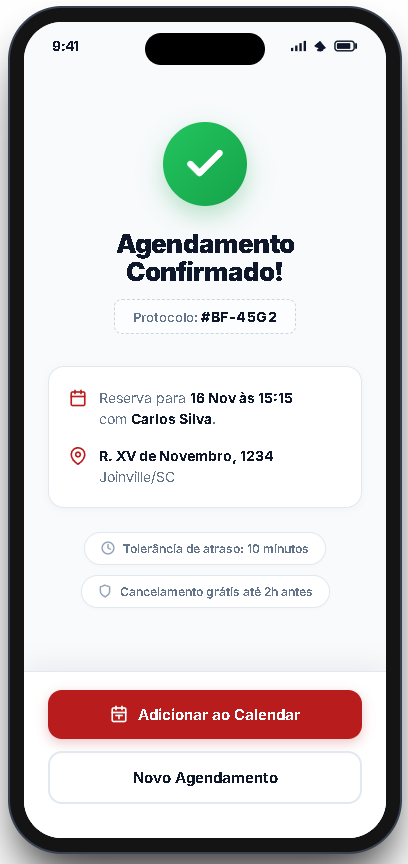 9:41
Agendamento
Confirmado!
Protocolo: #BF-45G2
Reserva para 16 Nov às 15:15
com Carlos Silva.
R. XV de Novembro, 1234
Joinville/SC
Tolerância de atraso: 10 minutos
Cancelamento grátis até 2h antes
Adicionar ao Calendar
Novo Agendamento